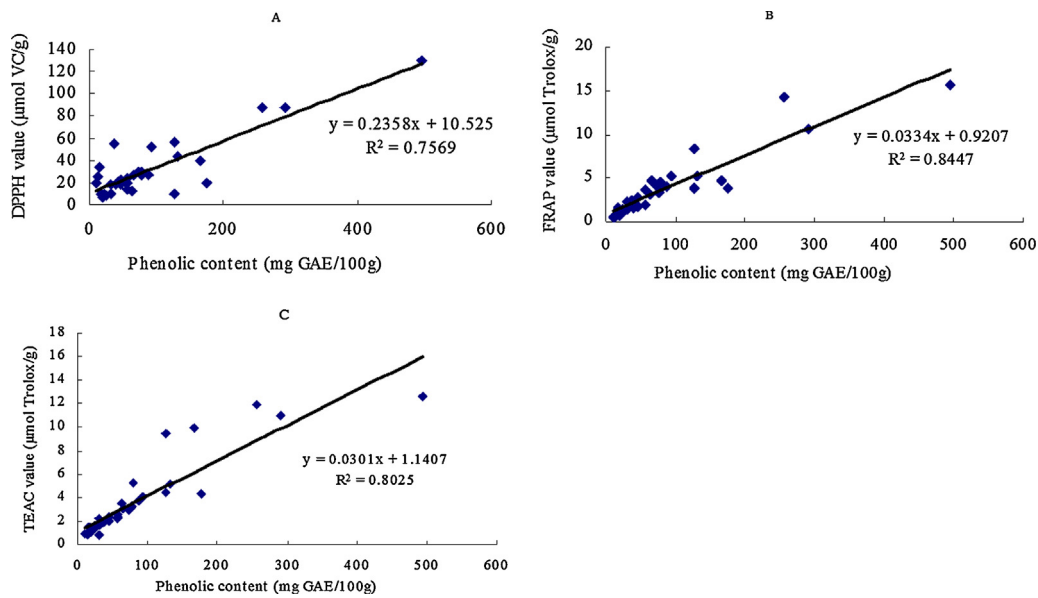 A
DPPH value (µmol VC/g)
140
120
100
80
60
40
20
0
y = 0.2358x + 10.525
R² = 0.7569
0 200 400 600
Phenolic content (mg GAE/100g)
B
FRAP value (µmol Trolox/g)
20
15
10
5
0
y = 0.0334x + 0.9207
R² = 0.8447
0 100 200 300 400 500 600
Phenolic content (mg GAE/100g)
C
TEAC value (µmol Trolox/g)
18
16
14
12
10
8
6
4
2
0
y = 0.0301x + 1.1407
R² = 0.8025
0 100 200 300 400 500 600
Phenolic content (mg GAE/100g)